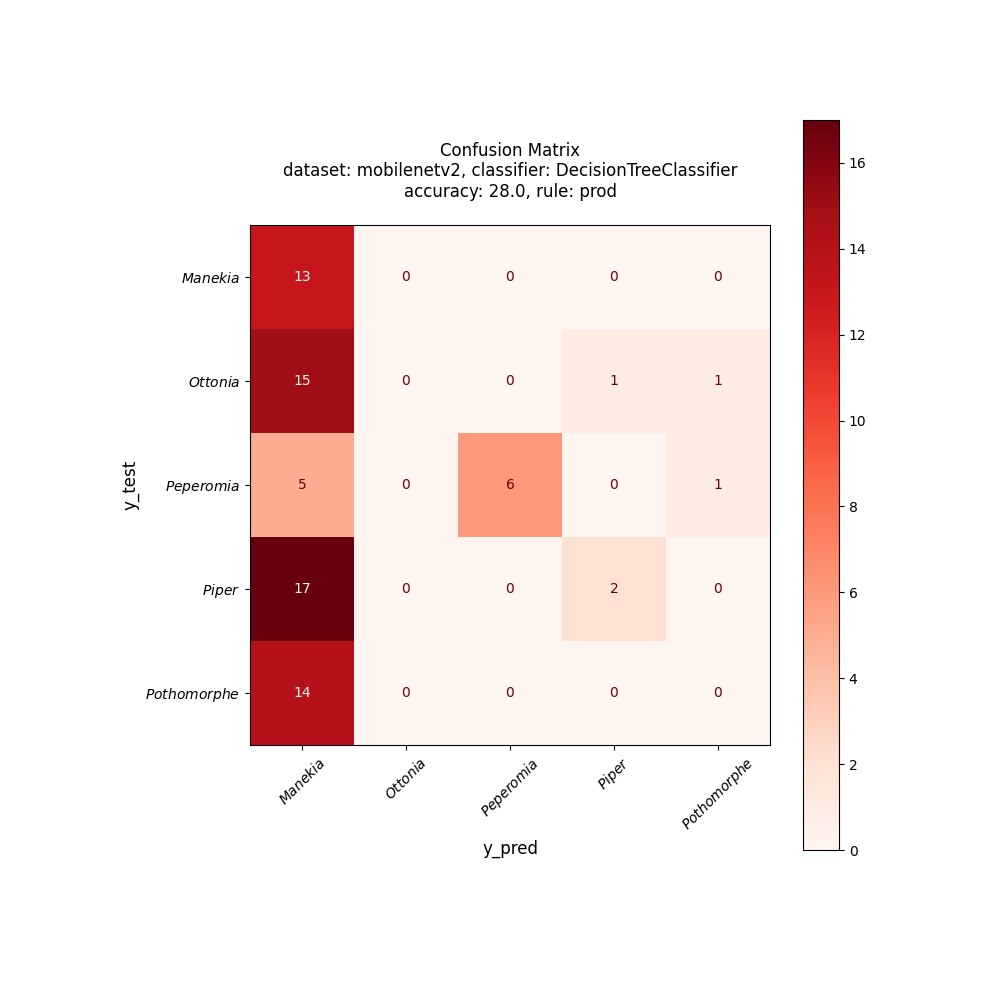 Confusion Matrix
dataset: mobilenetv2, classifier: DecisionTreeClassifier
accuracy: 28.0, rule: prod
y_test
Manekia 13 0 0 0 0
Ottonia 15 0 0 1 1
Peperomia 5 0 6 0 1
Piper 17 0 0 2 0
Pothomorphe 14 0 0 0 0
Manekia Ottonia Peperomia Piper Pothomorphe
y_pred
16
14
12
10
8
6
4
2
0